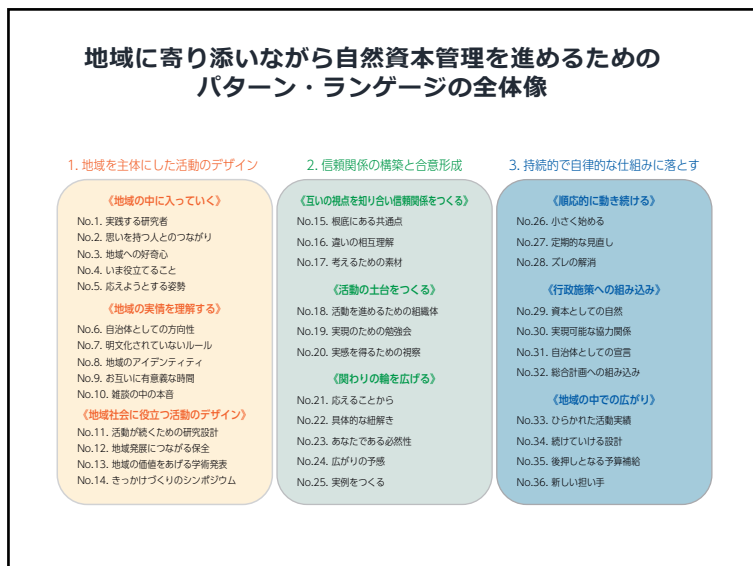 地域に寄り添いながら自然資本管理を進めるための
パターン・ランゲージの全体像
1. 地域を主体にした活動のデザイン
《地域の中に入っていく》
No.1. 実践する研究者
No.2. 思いを持つ人とのつながり
No.3. 地域への好奇心
No.4. いま役立てること
No.5. 応えようとする姿勢
《地域の実情を理解する》
No.6. 自治体としての方向性
No.7. 明文化されていないルール
No.8. 地域のアイデンティティ
No.9. お互いに有意義な時間
No.10. 雑談の中の本音
《地域社会に役立つ活動のデザイン》
No.11. 活動が続くための研究設計
No.12. 地域発展につながる保全
No.13. 地域の価値をあげる学術発表
No.14. きっかけづくりのシンポジウム
2. 信頼関係の構築と合意形成
《互いの視点を知り合い信頼関係をつくる》
No.15. 根底にある共通点
No.16. 違いの相互理解
No.17. 考えるための素材
《活動の土台をつくる》
No.18. 活動を進めるための組織体
No.19. 実現のための勉強会
No.20. 実感を得るための視察
《関わりの輪を広げる》
No.21. 応えることから
No.22. 具体的な紐解き
No.23. あなたである必然性
No.24. 広がりの予感
No.25. 実例をつくる
3. 持続的で自律的な仕組みに落とす
《順応的に動き続ける》
No.26. 小さく始める
No.27. 定期的な見直し
No.28. ズレの解消
《行政施策への組み込み》
No.29. 資本としての自然
No.30. 実現可能な協力関係
No.31. 自治体としての宣言
No.32. 総合計画への組み込み
《地域の中での広がり》
No.33. ひらかれた活動実績
No.34. 続けていける設計
No.35. 後押しとなる予算補給
No.36. 新しい担い手